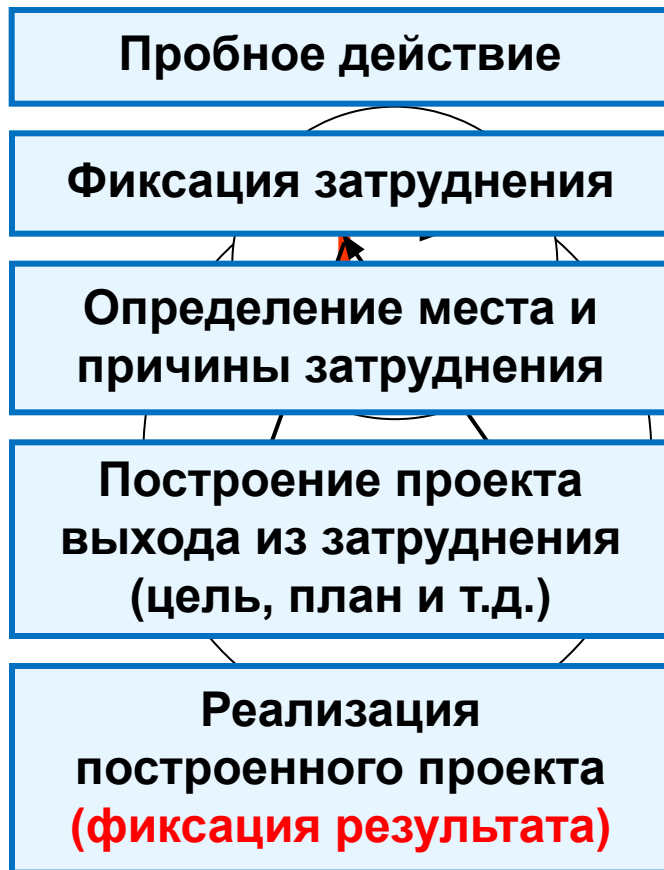 Пробное действие
Фиксация затруднения
Определение места и
причины затруднения
Построение проекта
выхода из затруднения
(цель, план и т.д.)
Реализация
построенного проекта
(фиксация результата)